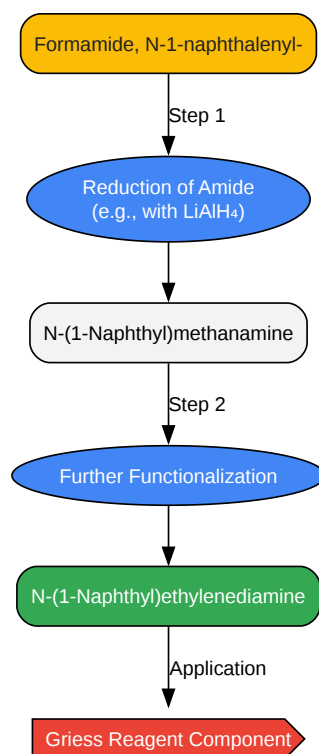 Formamide, N-1-naphthalenyl-
Step 1
Reduction of Amide
(e.g., with LiAlH₄)
N-(1-Naphthyl)methanamine
Step 2
Further Functionalization
N-(1-Naphthyl)ethylenediamine
Application
Griess Reagent Component